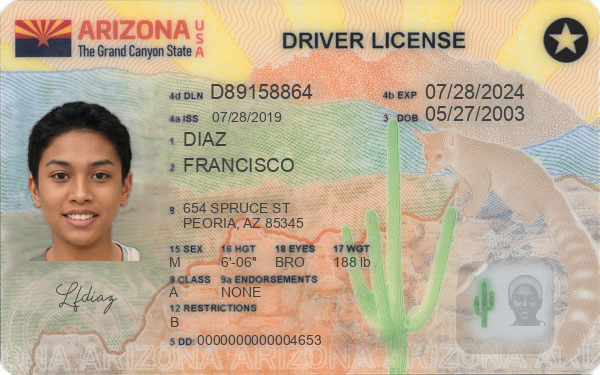 ARIZONA USA
The Grand Canyon State
DRIVER LICENSE
4d DLN D89158864 4b EXP 07/28/2024
4a ISS 07/28/2019 3 DOB 05/27/2003
1 DIAZ
2 FRANCISCO
8 654 SPRUCE ST
PEORIA, AZ 85345
15 SEX 16 HGT 18 EYES 17 WGT
M 6'-06" BRO 188 lb
9 CLASS 9a ENDORSEMENTS
A NONE
12 RESTRICTIONS
B
5 DD: 0000000000004653
Lfdiaz
ARIZONA ARIZONA ARIZONA